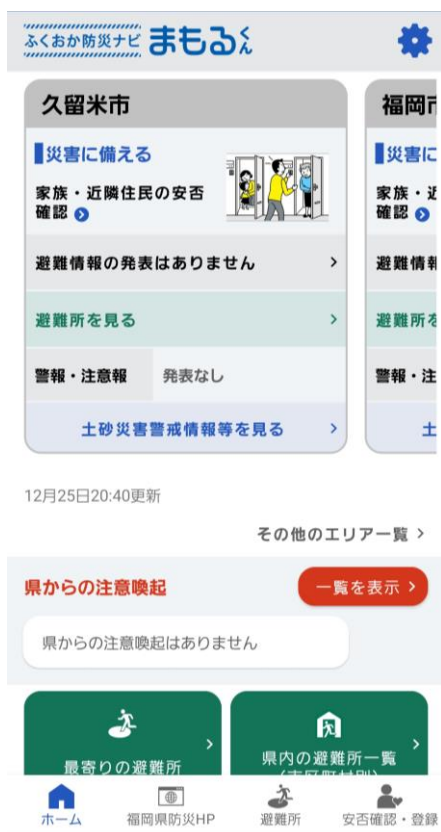 ふくおか防災ナビ まもるくん
久留米市
災害に備える
家族・近隣住民の安否
確認
避難情報の発表はありません
避難所を見る
警報・注意報 発表なし
土砂災害警戒情報等を見る
福岡
災害に
家族・近
確認
避難情報
避難所を
警報・注
土
12月25日20:40更新
その他のエリア一覧
県からの注意喚起
一覧を表示
県からの注意喚起はありません
最寄りの避難所
県内の避難所一覧
(市区町村別)
ホーム
福岡県防災HP
避難所
安否確認・登録